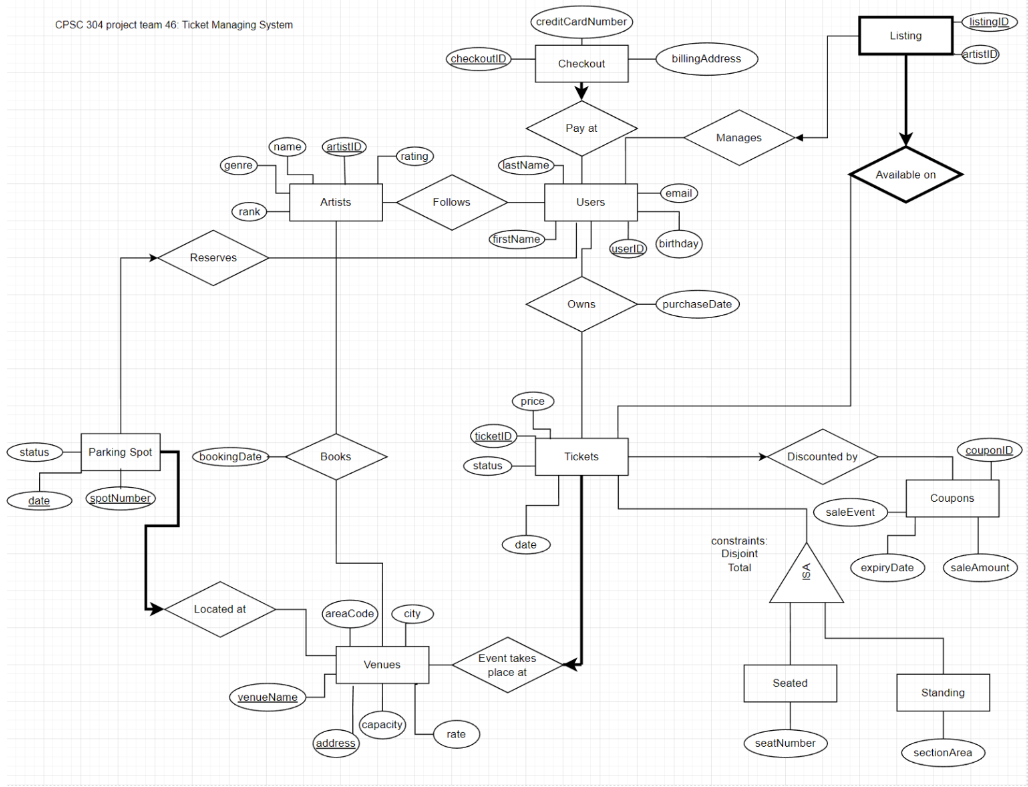 CPSC 304 project team 46: Ticket Managing System
creditCardNumber
checkoutID
Checkout
billingAddress
Listing
listingID
artistID
Pay at
Manages
Available on
name
artistID
genre
rating
rank
Artists
Follows
lastName
Users
email
firstName
userID
birthday
Reserves
Owns
purchaseDate
price
ticketID
status
Tickets
date
status
Parking Spot
date
spotNumber
bookingDate
Books
Discounted by
couponID
Coupons
saleEvent
expiryDate
saleAmount
constraints:
Disjoint
Total
ISA
Located at
areaCode
city
Venues
Event takes
place at
venueName
address
capacity
rate
Seated
Standing
seatNumber
sectionArea